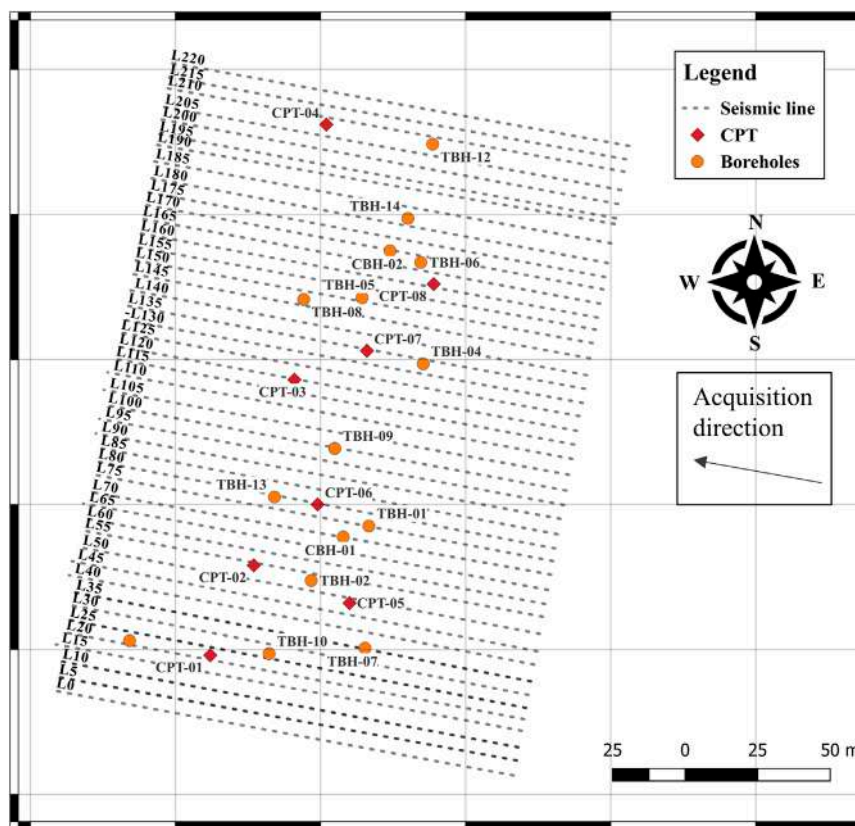 L220
L215
L210
L205
L200
L195
L190
L185
L180
L175
L170
L165
L160
L155
L150
L145
L140
L135
L130
L125
L120
L115
L110
L105
L100
L95
L90
L85
L80
L75
L70
L65
L60
L55
L50
L45
L40
L35
L30
L25
L20
L15
L10
L5
L0
CPT-04
TBH-12
TBH-14
CBH-02
TBH-06
TBH-05
CPT-08
TBH-08
CPT-07
TBH-04
CPT-03
TBH-09
TBH-13
CPT-06
TBH-01
CBH-01
CPT-02
TBH-02
CPT-05
TBH-10
CPT-01
TBH-07
Legend
Seismic line
CPT
Boreholes
N
W E
S
Acquisition
direction
25 0 25 50 m